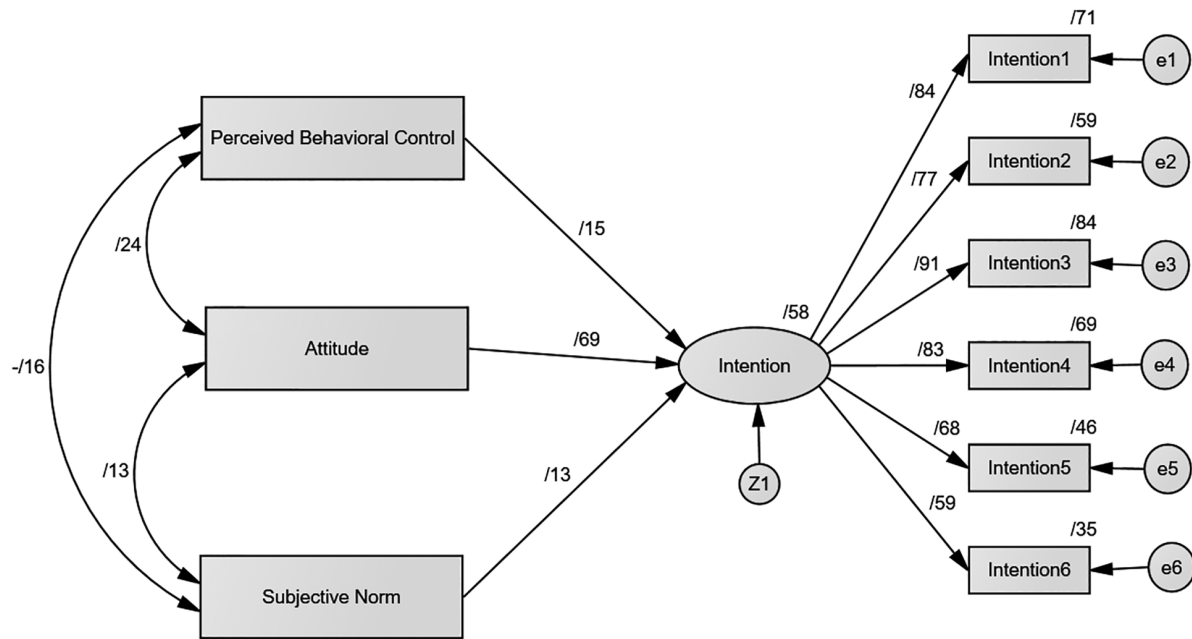 /71
Intention1
e1
/84
Perceived Behavioral Control
/59
Intention2
e2
/77
/15
/24
/84
Intention3
e3
/91
/58
Attitude
/69
Intention
/83
/69
Intention4
e4
-/16
/13
/13
Z1
/68
/46
Intention5
e5
/59
/35
Intention6
e6
Subjective Norm